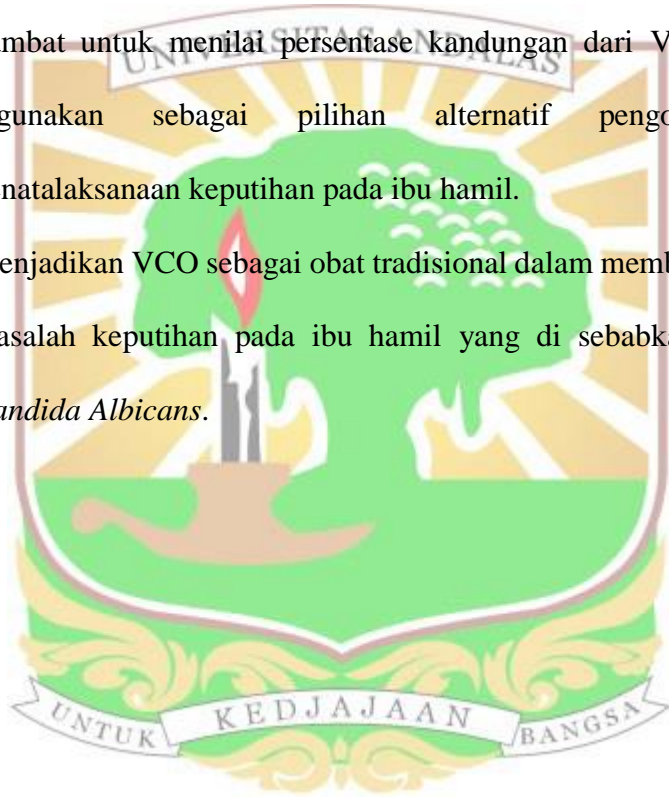 mbat untuk menilai persentase kandungan dari V
UNIVERSITAS ANDALAS
gunakan sebagai pilihan alternatif pengo
natalaksanaan keputihan pada ibu hamil.
enjadikan VCO sebagai obat tradisional dalam memb
asalah keputihan pada ibu hamil yang di sebabka
andida Albicans.
UNTUK KEDJAJAAN BANGSA